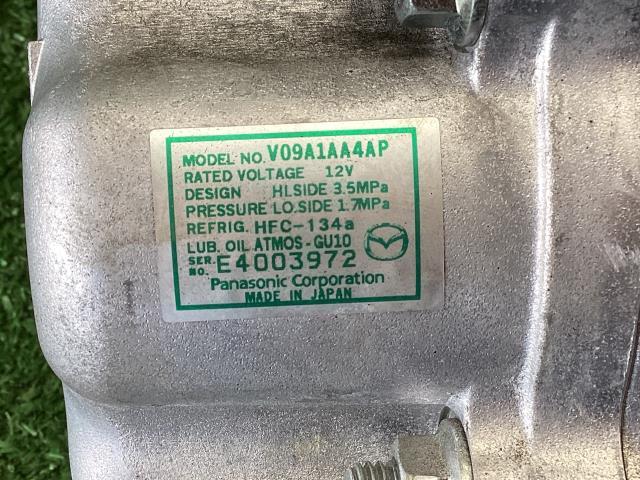 MODEL NO. V09A1AA4AP
RATED VOLTAGE 12V
DESIGN HI.SIDE 3.5MPa
PRESSURE LO.SIDE 1.7MPa
REFRIG. HFC-134a
LUB. OIL ATMOS-GU10
SER. NO. E4003972
Panasonic Corporation
MADE IN JAPAN